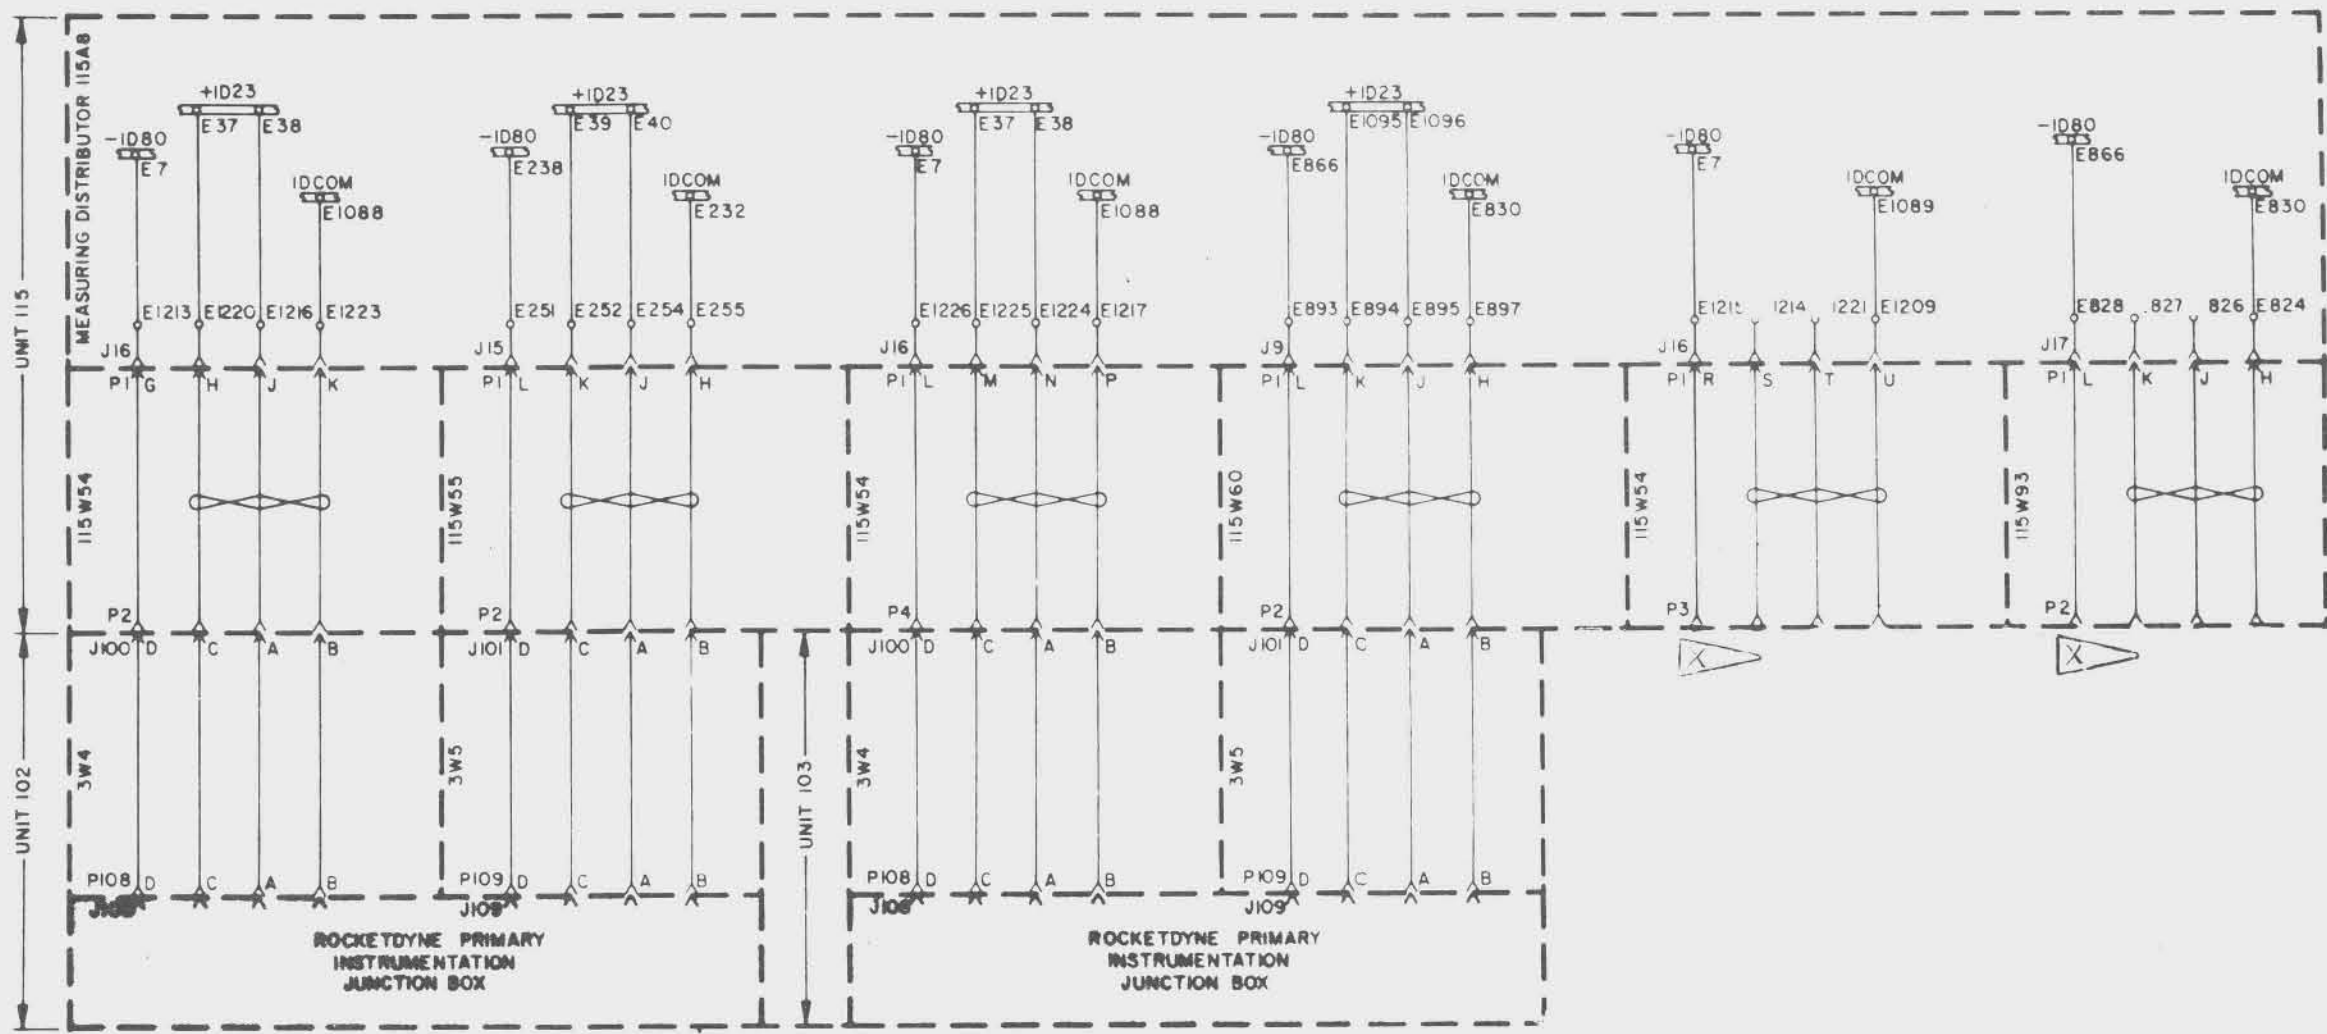 MEASURING DISTRIBUTOR 115A8
UNIT 115
+1D23
E37 E38
-1D80
E7
1DCOM
E1088
E1213 E1220 E1216 E1223
J16
P1 G H J K
+1D23
E39 E40
-1D80
E238
1DCOM
E232
E251 E252 E254 E255
J15
P1 L K J H
+1D23
E37 E38
-1D80
E7
1DCOM
E1088
E1226 E1225 E1224 E1217
J16
P1 L M N P
+1D23
E1095 E1096
-1D80
E866
1DCOM
E830
E893 E894 E895 E897
J9
P1 L K J H
-1D80
E7
1DCOM
E1089
1214 1221 E1209
J16
P1 R S T U
-1D80
E866
1DCOM
E830
E828 827 826 E824
J17
P1 L K J H
115W54
115W55
115W54
115W60
115W54
115W93
P2
P2
P4
P2
P3
P2
J100 D C A B
J101 D C A B
J100 D C A B
J101 D C A B
X
X
UNIT 102
3W4
3W5
UNIT 103
3W4
3W5
P108 D C A B
P109 D C A B
P108 D C A B
P109 D C A B
J109
J108
J109
ROCKETDYNE PRIMARY
INSTRUMENTATION
JUNCTION BOX
ROCKETDYNE PRIMARY
INSTRUMENTATION
JUNCTION BOX